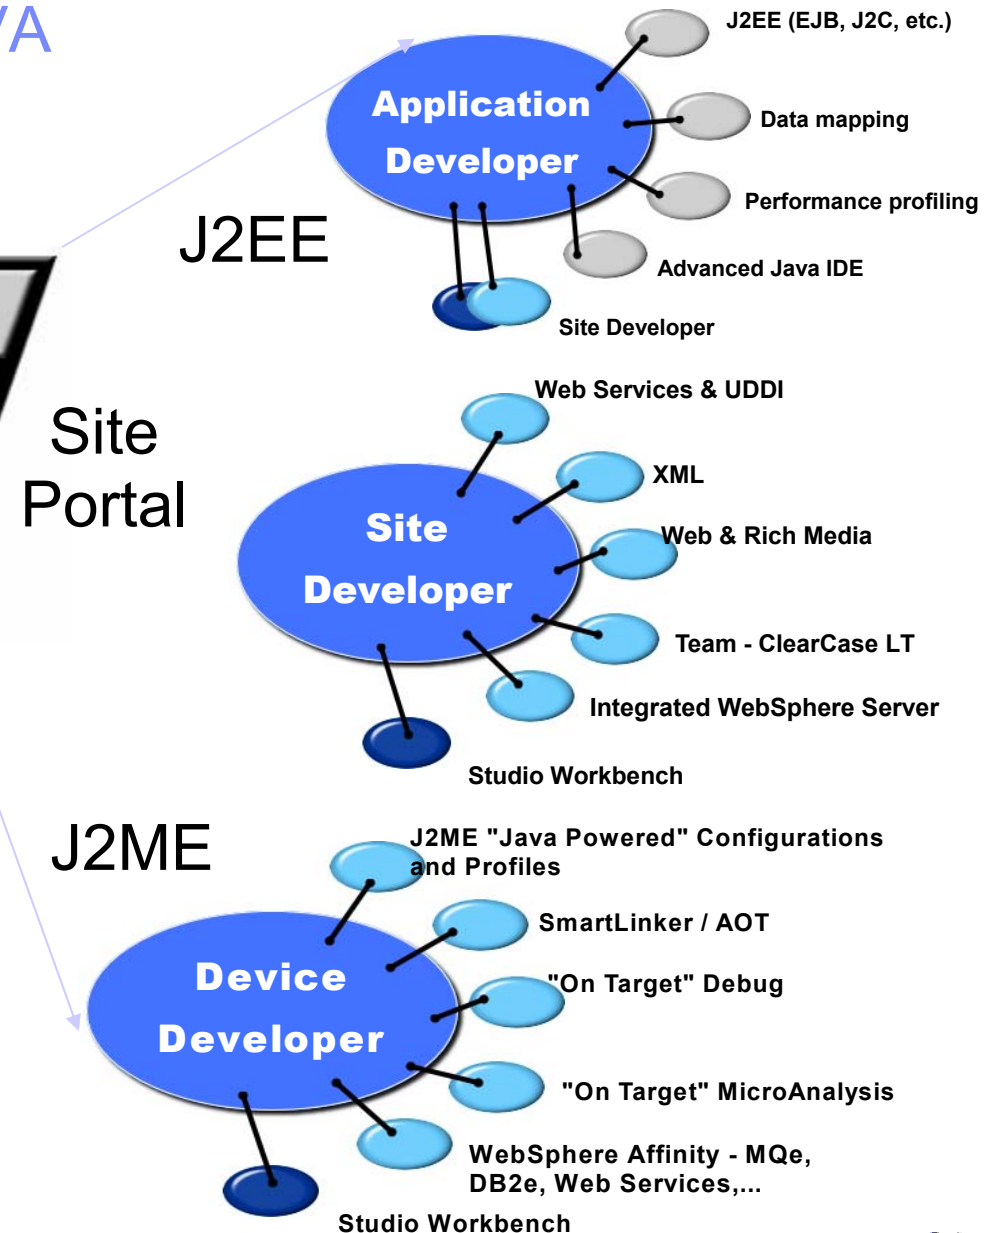 VA
J2EE (EJB, J2C, etc.)
Application
Developer
Data mapping
Performance profiling
J2EE
Advanced Java IDE
Site Developer
Web Services & UDDI
Site
Portal
XML
Site
Developer
Web & Rich Media
Team - ClearCase LT
Integrated WebSphere Server
Studio Workbench
J2ME
J2ME "Java Powered" Configurations
and Profiles
SmartLinker / AOT
Device
Developer
"On Target" Debug
"On Target" MicroAnalysis
WebSphere Affinity - MQe,
DB2e, Web Services,...
Studio Workbench